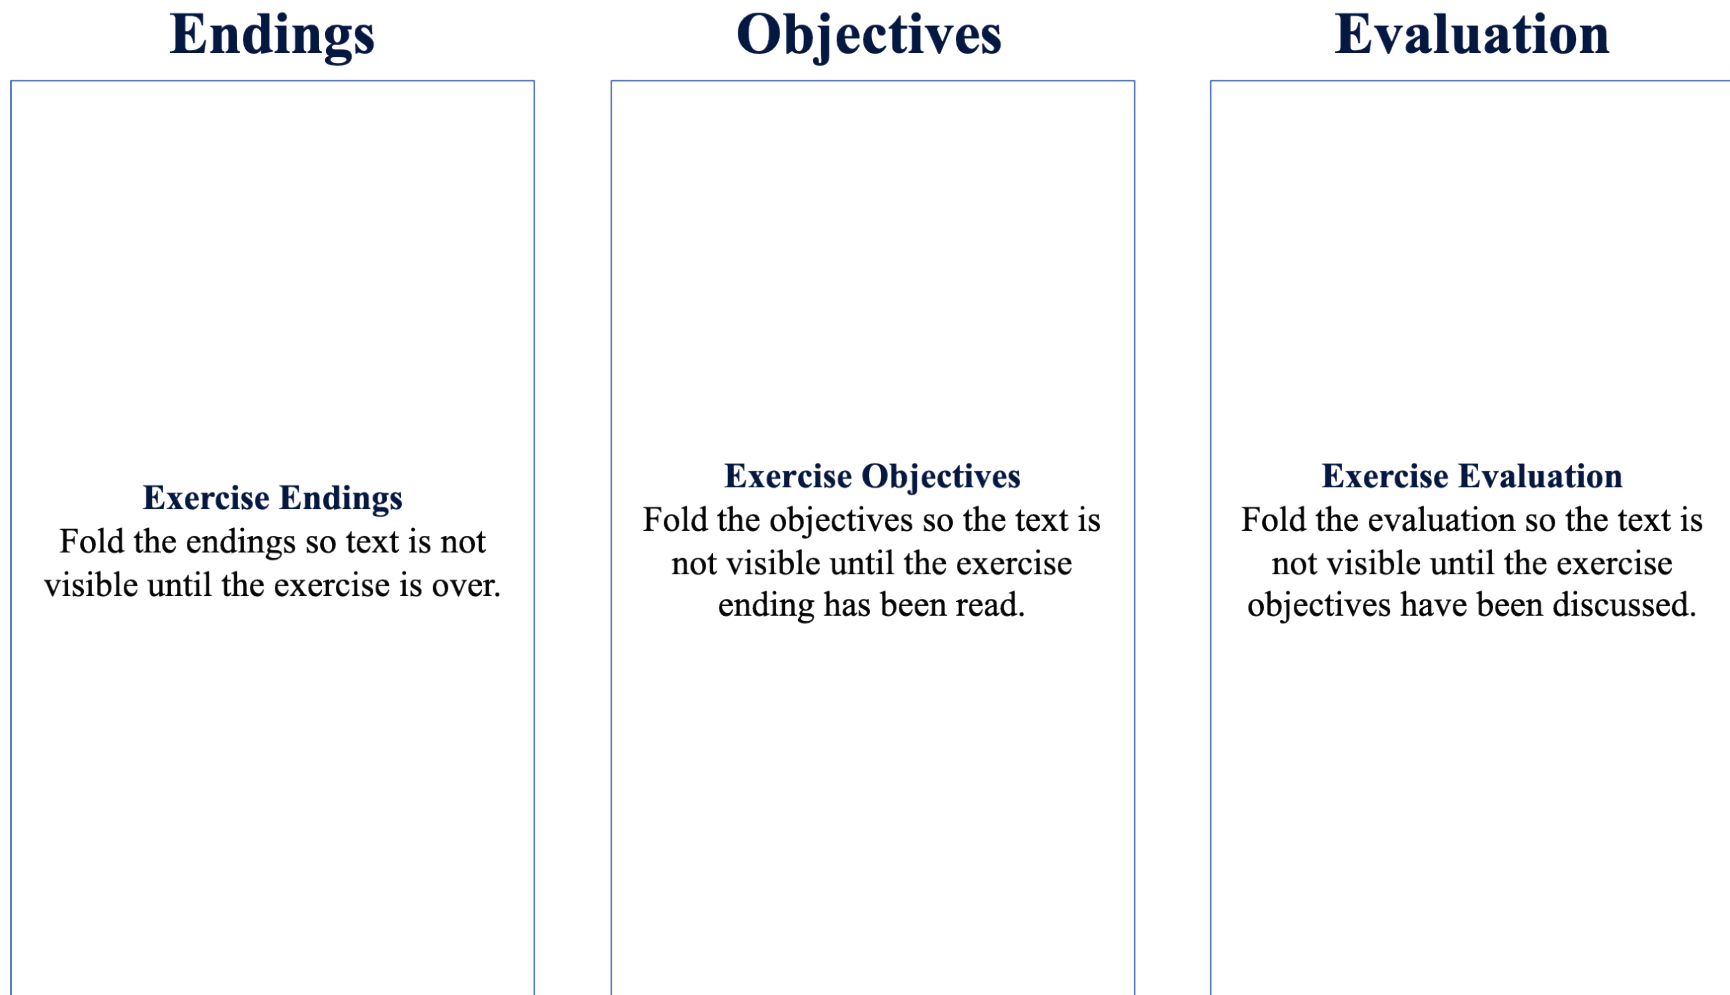 Endings
Exercise Endings
Fold the endings so text is not
visible until the exercise is over.
Objectives
Exercise Objectives
Fold the objectives so the text is
not visible until the exercise
ending has been read.
Evaluation
Exercise Evaluation
Fold the evaluation so the text is
not visible until the exercise
objectives have been discussed.